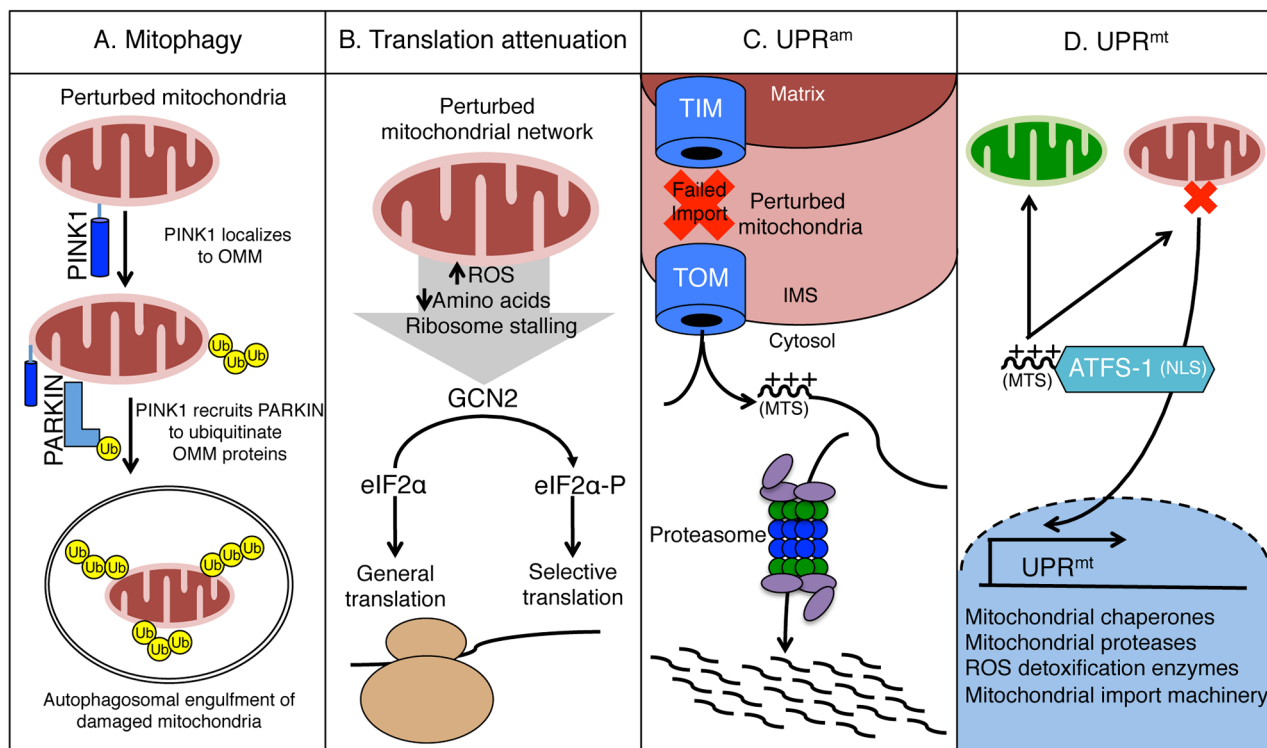 A. Mitophagy
Perturbed mitochondria
PINK1
PINK1 localizes
to OMM
Ub
Ub
Ub
PARKIN
Ub
PINK1 recruits PARKIN
to ubiquitinate
OMM proteins
Ub
Ub
Ub
Ub
Ub
Ub
Ub
Ub
Ub
Autophagosomal engulfment of
damaged mitochondria
B. Translation attenuation
Perturbed
mitochondrial network
ROS
Amino acids
Ribosome stalling
GCN2
eIF2α
eIF2α-P
General
translation
Selective
translation
C. UPRᵃᵐ
TIM
Matrix
Failed
Import
Perturbed
mitochondria
TOM
IMS
Cytosol
+++
(MTS)
Proteasome
D. UPRᵐᵗ
+++
(MTS)
ATFS-1 (NLS)
UPRᵐᵗ
Mitochondrial chaperones
Mitochondrial proteases
ROS detoxification enzymes
Mitochondrial import machinery